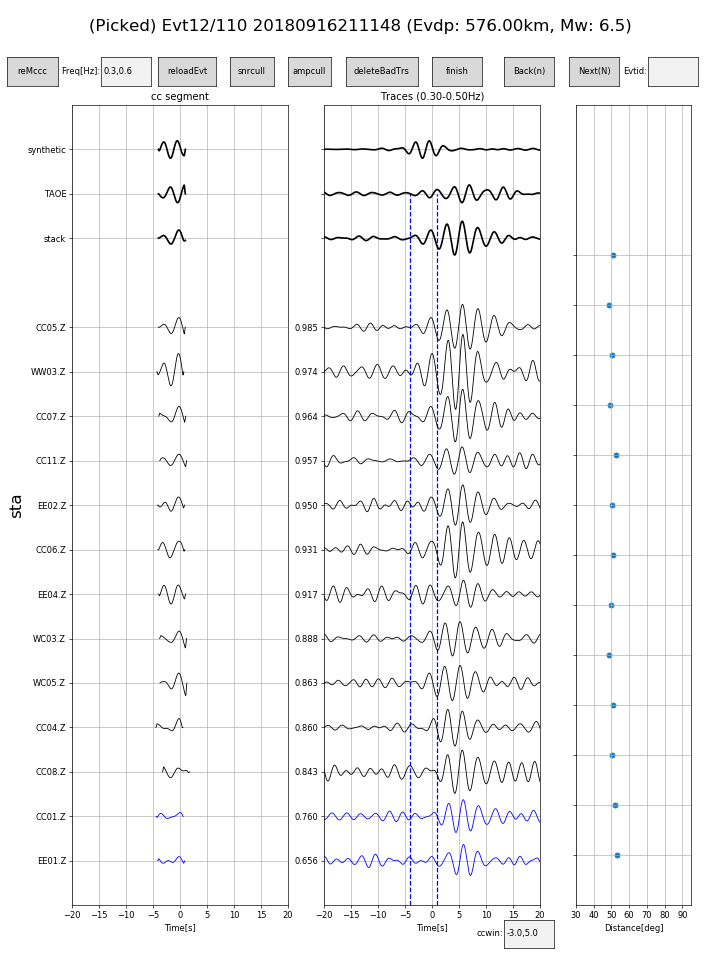 (Picked) Evt12/110 20180916211148 (Evdp: 576.00km, Mw: 6.5)
reMccc Freq[Hz]: 0.3,0.6 reloadEvt snrcull ampcull deleteBadTrs finish Back(n) Next(N) Evtid:
cc segment Traces (0.30-0.50Hz)
synthetic
TAOE
stack
CC05.Z 0.985
WW03.Z 0.974
CC07.Z 0.964
CC11.Z 0.957
EE02.Z 0.950
sta
CC06.Z 0.931
EE04.Z 0.917
WC03.Z 0.888
WC05.Z 0.863
CC04.Z 0.860
CC08.Z 0.843
CC01.Z 0.760
EE01.Z 0.656
−20 −15 −10 −5 0 5 10 15 20 −20 −15 −10 −5 0 5 10 15 20 30 40 50 60 70 80 90
Time[s] Time[s] Distance[deg]
ccwin: -3.0,5.0